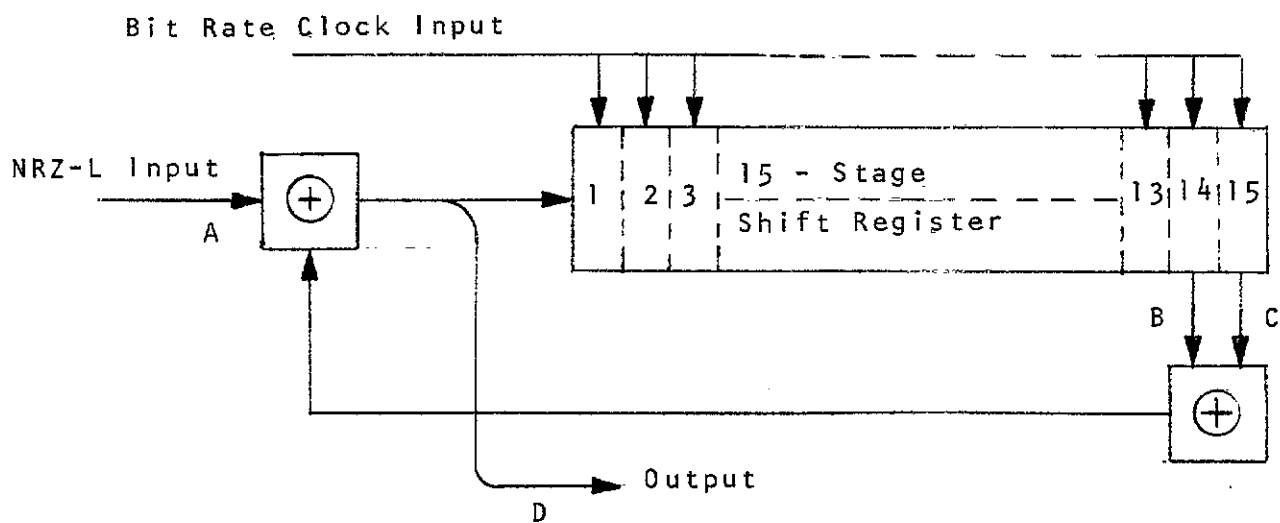 Bit Rate Clock Input
NRZ-L Input
A
1 2 3
15 - Stage
Shift Register
13 14 15
B
C
Output
D